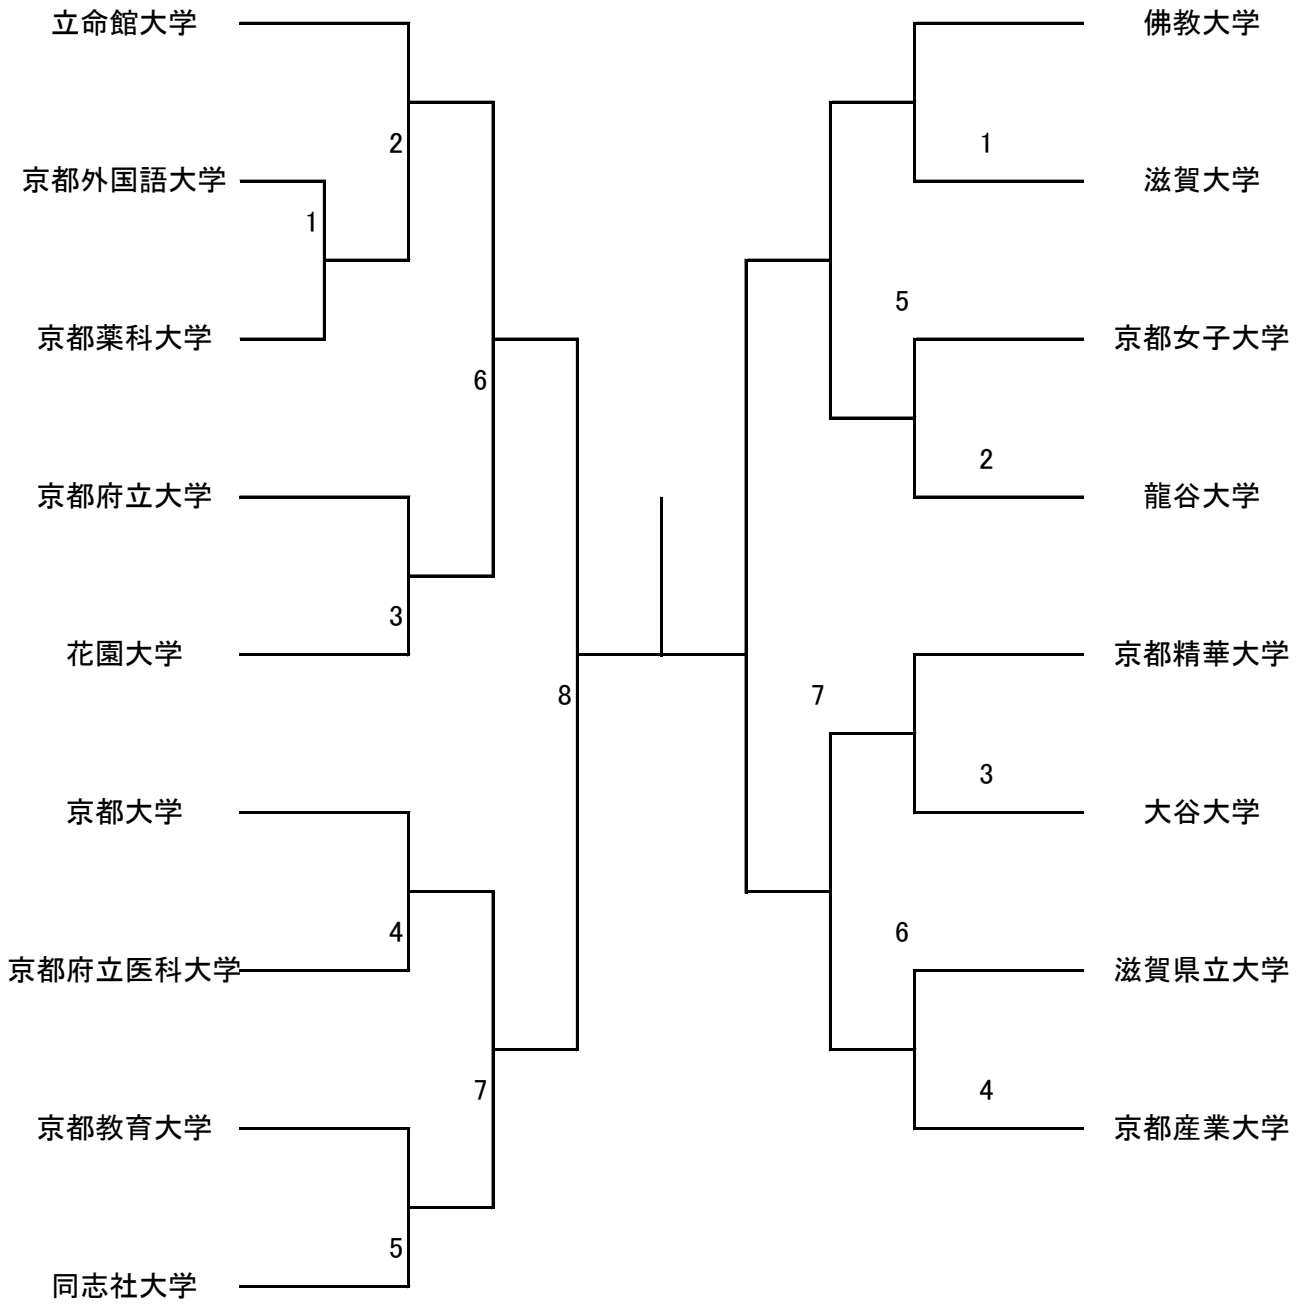 立命館大学
2
京都外国語大学
1
京都薬科大学
6
京都府立大学
3
花園大学
8
京都大学
4
京都府立医科大学
7
京都教育大学
5
同志社大学
佛教大学
1
滋賀大学
5
京都女子大学
2
龍谷大学
京都精華大学
7
3
大谷大学
6
滋賀県立大学
4
京都産業大学